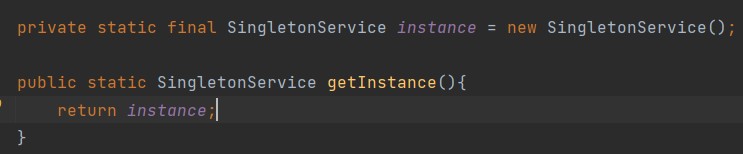 private static final SingletonService instance = new SingletonService();
public static SingletonService getInstance(){
return instance;
}